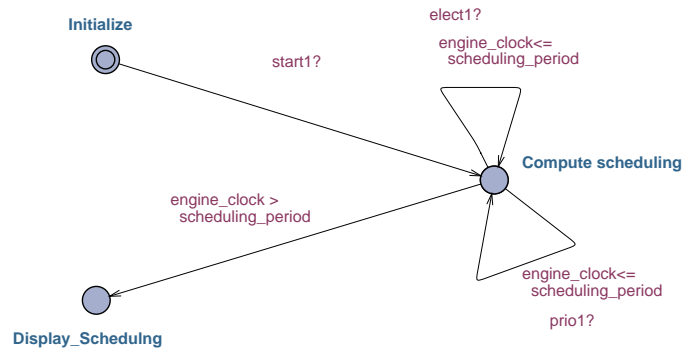 elect1?
Initialize
engine_clock<=
scheduling_period
start1?
Compute scheduling
engine_clock >
scheduling_period
engine_clock<=
scheduling_period
prio1?
Display_Schedulng